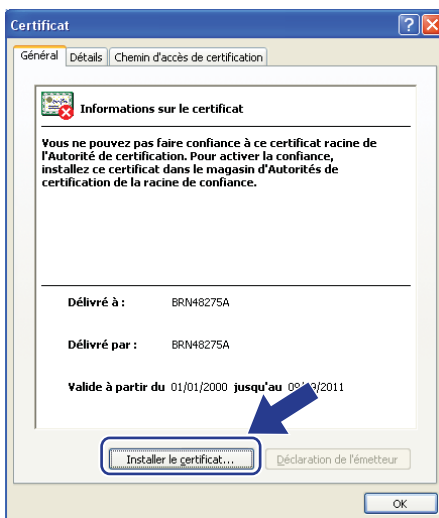 Certificat
Général Détails Chemin d'accès de certification
Informations sur le certificat
Vous ne pouvez pas faire confiance à ce certificat racine de
l'Autorité de certification. Pour activer la confiance,
installez ce certificat dans le magasin d'Autorités de
certification de la racine de confiance.
Délivré à : BRN48275A
Délivré par : BRN48275A
Valide à partir du 01/01/2000 jusqu'au
Installer le certificat... Déclaration de l'émetteur
OK